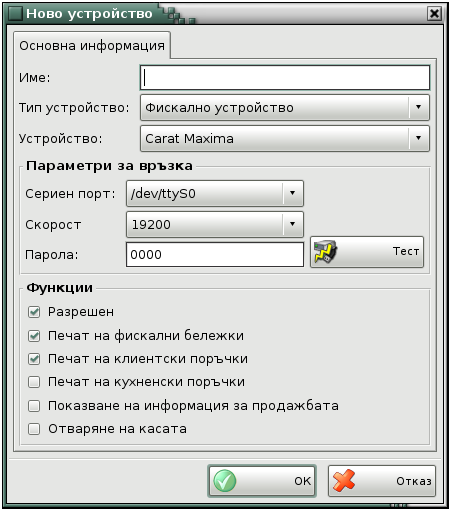 Ново устройство
Основна информация
Име:
Тип устройство: Фискално устройство
Устройство: Carat Maxima
Параметри за връзка
Сериен порт: /dev/ttyS0
Скорост 19200
Парола: 0000 Тест
Функции
Разрешен
Печат на фискални бележки
Печат на клиентски поръчки
Печат на кухненски поръчки
Показване на информация за продажбата
Отваряне на касата
OK Отказ